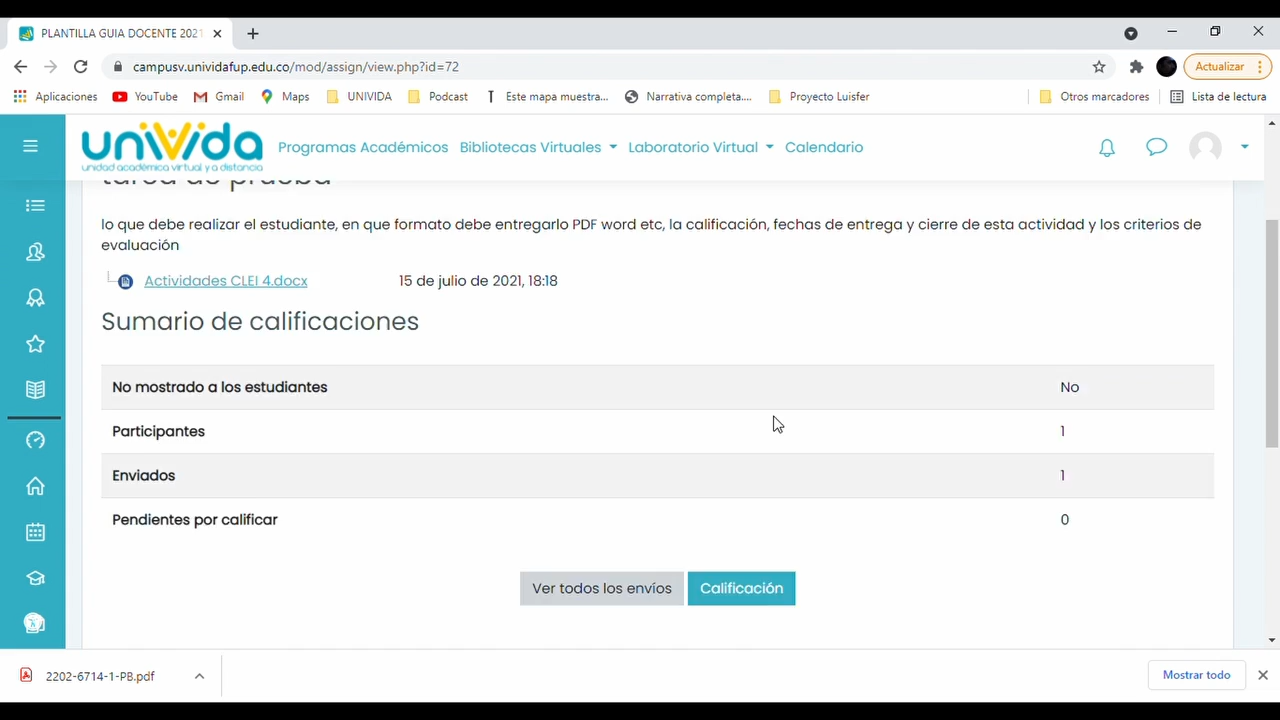 PLANTILLA GUIA DOCENTE 2021
campusv.unividafup.edu.co/mod/assign/view.php?id=72
Actualizar
Aplicaciones
YouTube
Gmail
Maps
UNIVIDA
Podcast
Este mapa muestra...
Narrativa completa....
Proyecto Luisfer
Otros marcadores
Lista de lectura
univida
unidad académica virtual y a distancia
Programas Académicos
Bibliotecas Virtuales
Laboratorio Virtual
Calendario
tarea de prueba
lo que debe realizar el estudiante, en que formato debe entregarlo PDF word etc, la calificación, fechas de entrega y cierre de esta actividad y los criterios de
evaluación
Actividades CLEI 4.docx 15 de julio de 2021, 18:18
Sumario de calificaciones
No mostrado a los estudiantes No
Participantes 1
Enviados 1
Pendientes por calificar 0
Ver todos los envíos
Calificación
2202-6714-1-PB.pdf
Mostrar todo